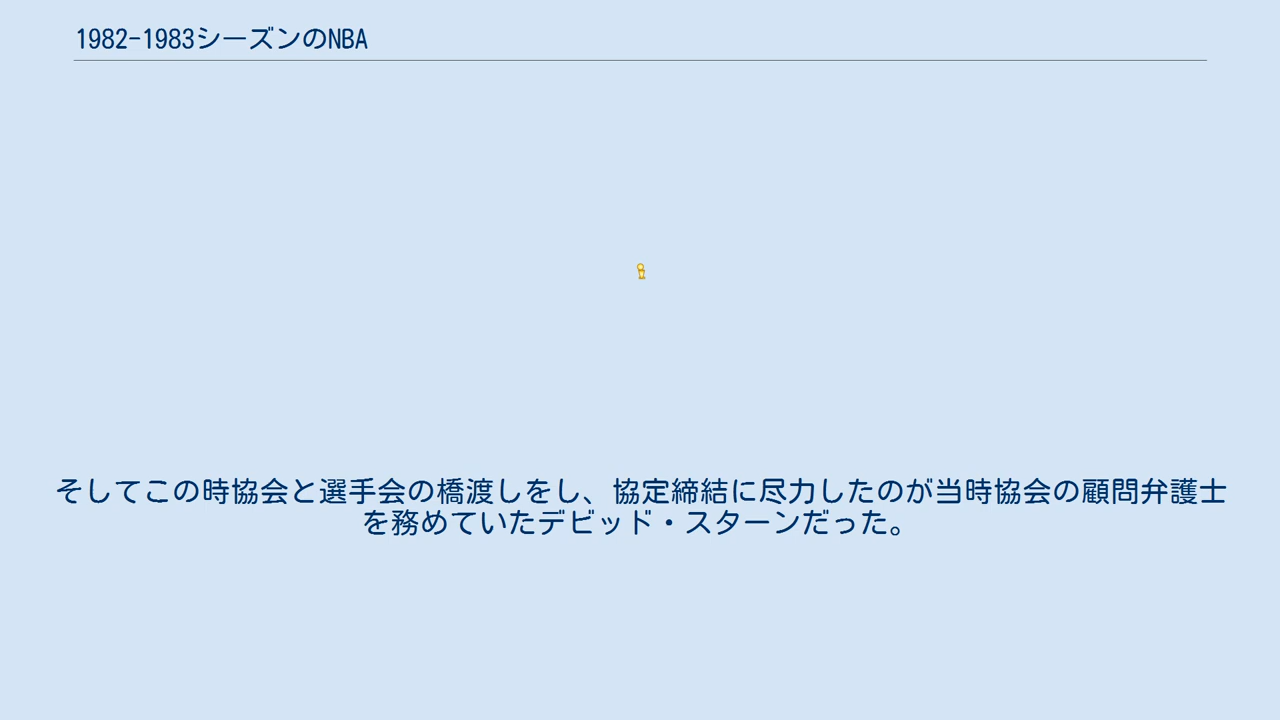 1982-1983シーズンのNBA
そしてこの時協会と選手会の橋渡しをし、協定締結に尽力したのが当時協会の顧問弁護士
を務めていたデビッド・スターンだった。